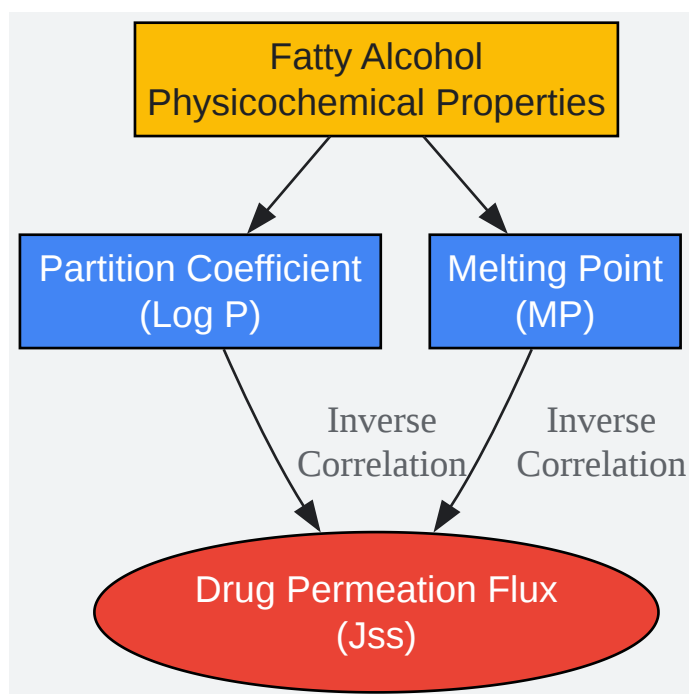 Fatty Alcohol
Physicochemical Properties
Partition Coefficient
(Log P)
Melting Point
(MP)
Inverse
Correlation
Inverse
Correlation
Drug Permeation Flux
(Jss)